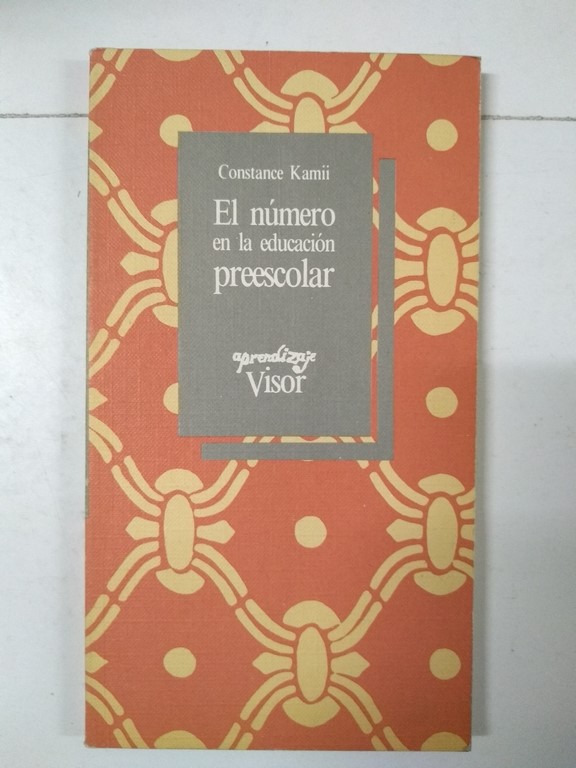 Constance Kamii
El número
en la educación
preescolar
aprendizaje
Visor